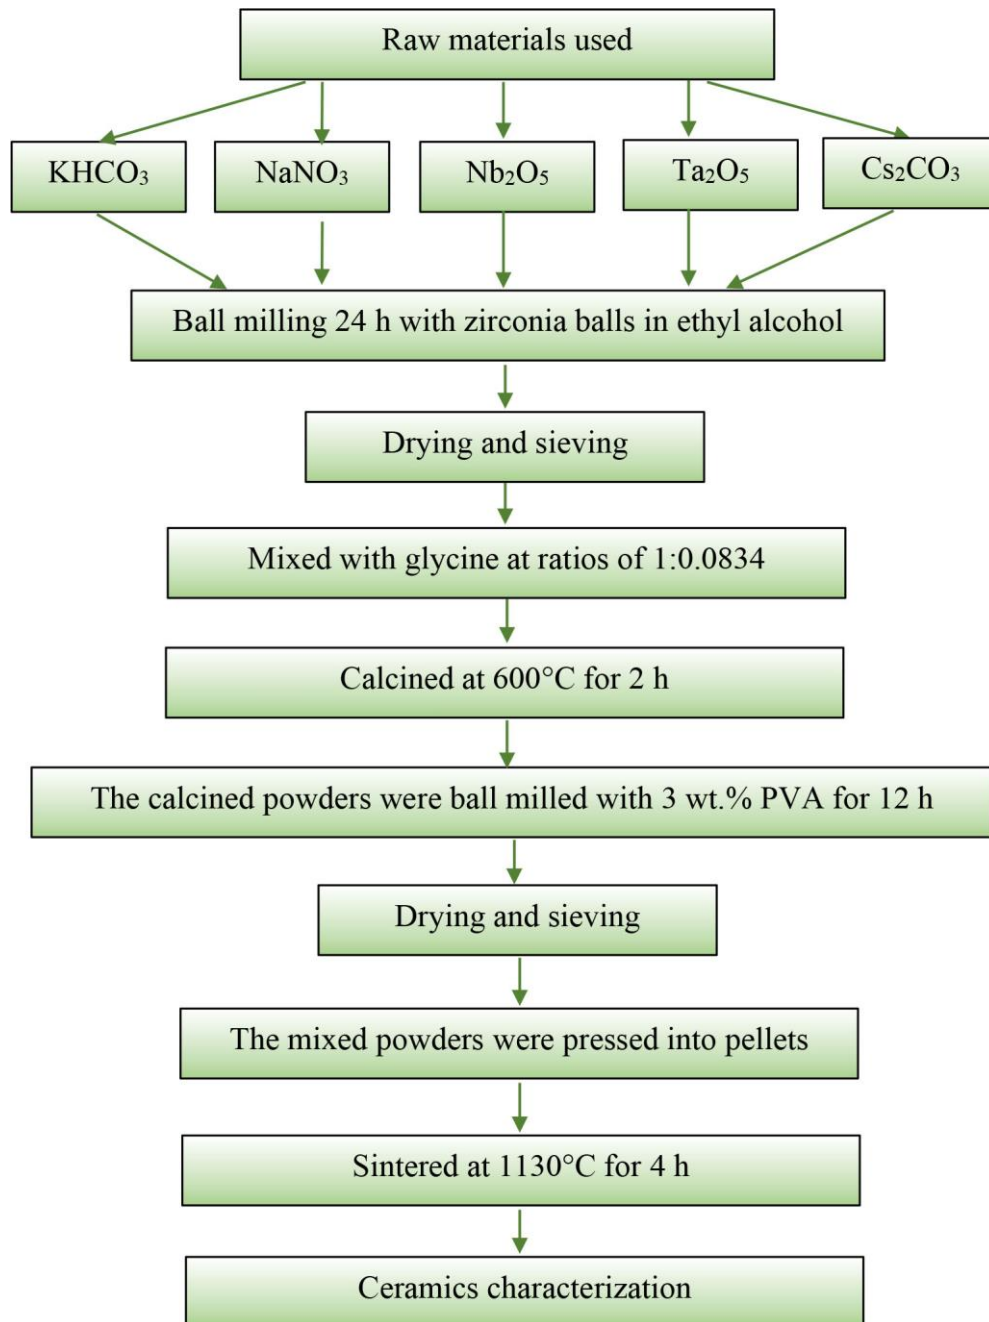 Raw materials used
KHCO₃
NaNO₃
Nb₂O₅
Ta₂O₅
Cs₂CO₃
Ball milling 24 h with zirconia balls in ethyl alcohol
Drying and sieving
Mixed with glycine at ratios of 1:0.0834
Calcined at 600°C for 2 h
The calcined powders were ball milled with 3 wt.% PVA for 12 h
Drying and sieving
The mixed powders were pressed into pellets
Sintered at 1130°C for 4 h
Ceramics characterization